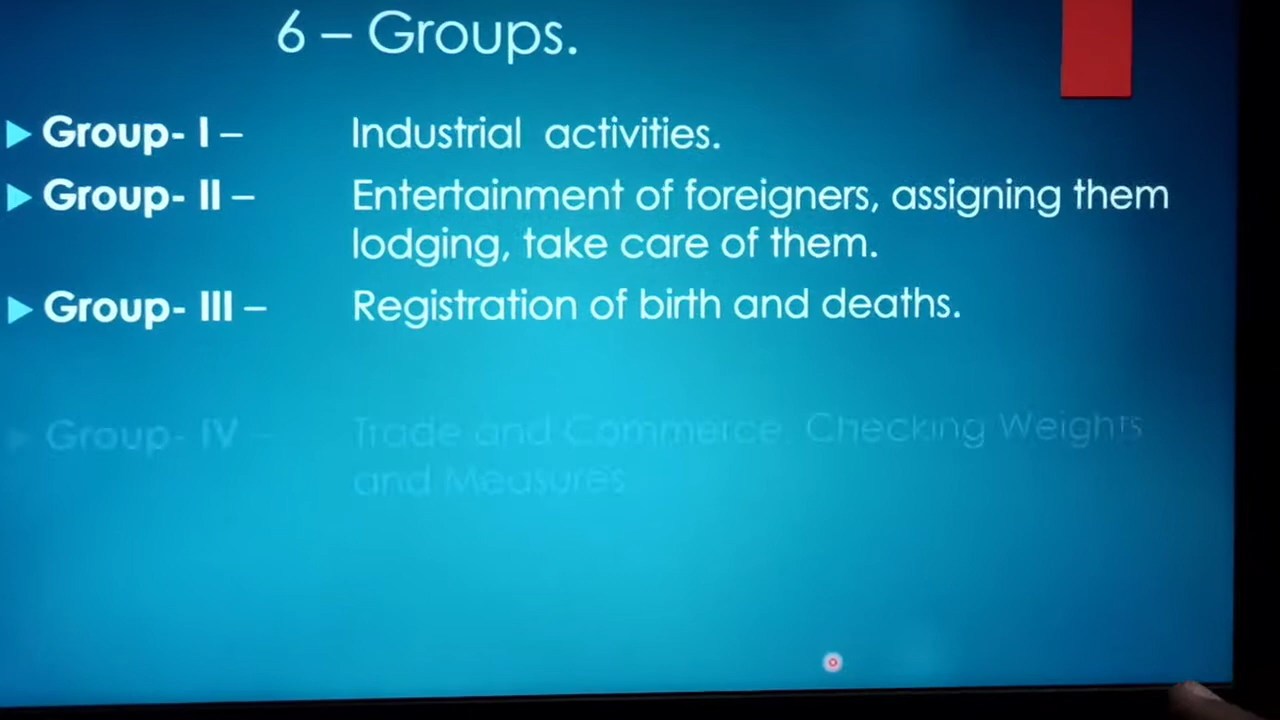 6 – Groups.
Group- I – Industrial activities.
Group- II – Entertainment of foreigners, assigning them
lodging, take care of them.
Group- III – Registration of birth and deaths.
Group- IV – Trade and Commerce. Checking Weights
and Measures